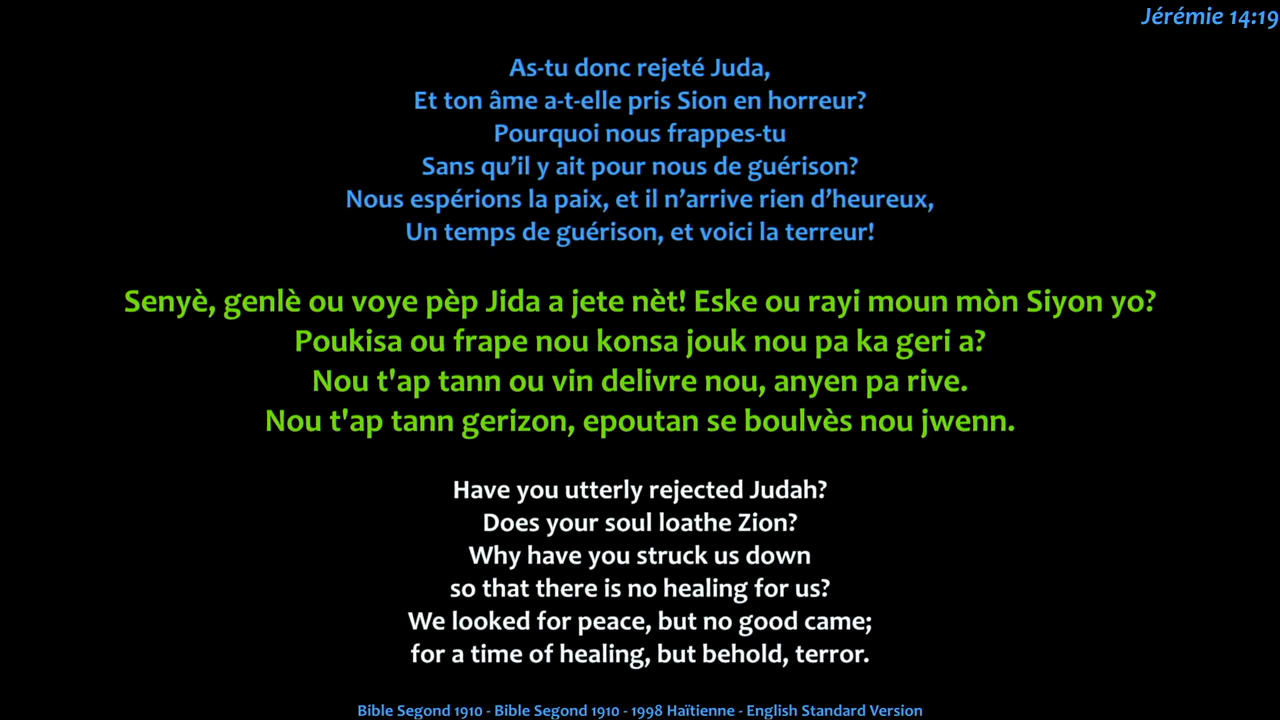 Jérémie 14:19
As-tu donc rejeté Juda,
Et ton âme a-t-elle pris Sion en horreur?
Pourquoi nous frappes-tu
Sans qu’il y ait pour nous de guérison?
Nous espérions la paix, et il n’arrive rien d’heureux,
Un temps de guérison, et voici la terreur!
Senyè, genlè ou voye pèp Jida a jete nèt! Eske ou rayi moun mòn Siyon yo?
Poukisa ou frape nou konsa jouk nou pa ka geri a?
Nou t'ap tann ou vin delivre nou, anyen pa rive.
Nou t'ap tann gerizon, epoutan se boulvès nou jwenn.
Have you utterly rejected Judah?
Does your soul loathe Zion?
Why have you struck us down
so that there is no healing for us?
We looked for peace, but no good came;
for a time of healing, but behold, terror.
Bible Segond 1910 - Bible Segond 1910 - 1998 Haïtienne - English Standard Version